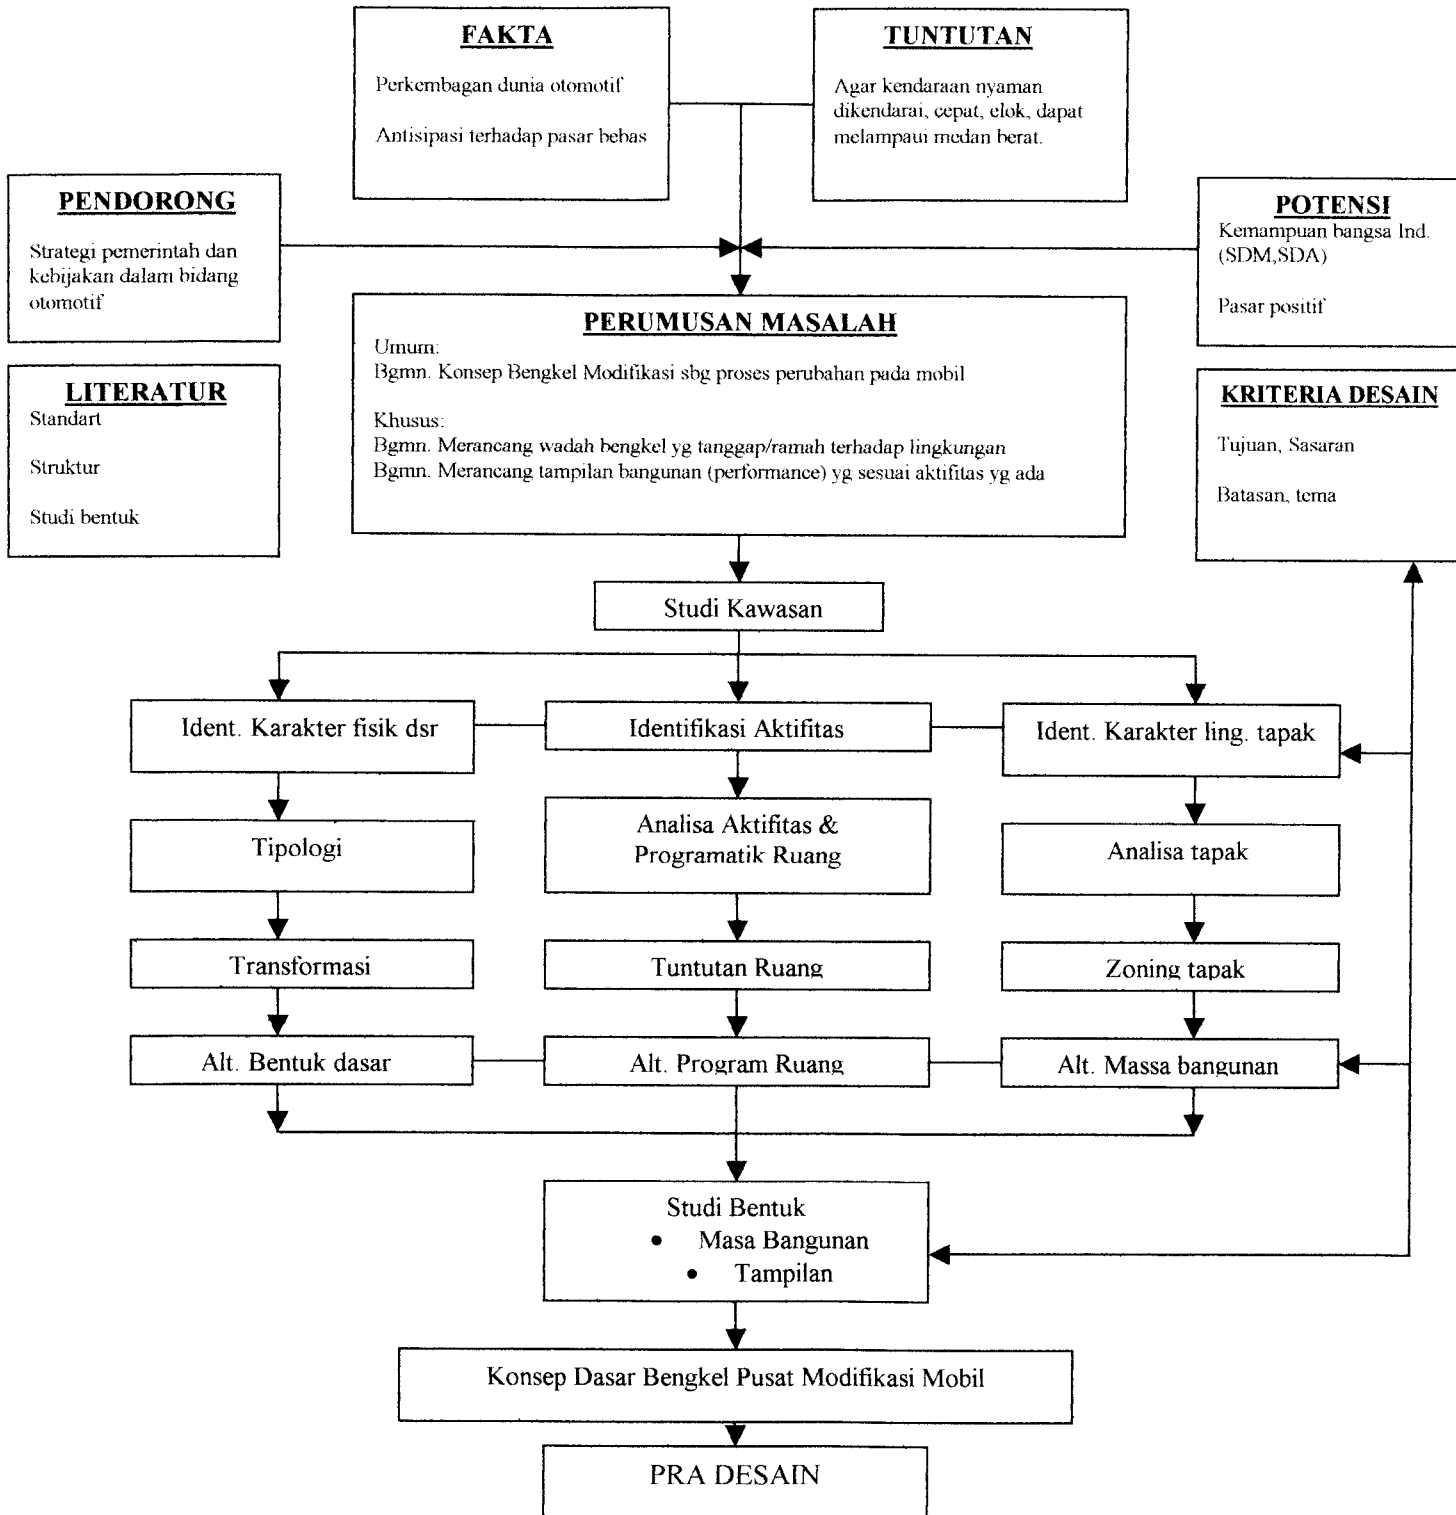 FAKTA
Perkembagan dunia otomotif
Antisipasi terhadap pasar bebas
TUNTUTAN
Agar kendaraan nyaman
dikendarai, cepat, elok, dapat
melampaui medan berat.
PENDORONG
Strategi pemerintah dan
kebijakan dalam bidang
otomotif
POTENSI
Kemampuan bangsa Ind.
(SDM,SDA)
Pasar positif
PERUMUSAN MASALAH
Umum:
Bgmn. Konsep Bengkel Modifikasi sbg proses perubahan pada mobil
Khusus:
Bgmn. Merancang wadah bengkel yg tanggap/ramah terhadap lingkungan
Bgmn. Merancang tampilan bangunan (performance) yg sesuai aktifitas yg ada
LITERATUR
Standart
Struktur
Studi bentuk
KRITERIA DESAIN
Tujuan, Sasaran
Batasan, tema
Studi Kawasan
Ident. Karakter fisik dsr
Identifikasi Aktifitas
Ident. Karakter ling. tapak
Tipologi
Analisa Aktifitas &
Programatik Ruang
Analisa tapak
Transformasi
Tuntutan Ruang
Zoning tapak
Alt. Bentuk dasar
Alt. Program Ruang
Alt. Massa bangunan
Studi Bentuk
• Masa Bangunan
• Tampilan
Konsep Dasar Bengkel Pusat Modifikasi Mobil
PRA DESAIN